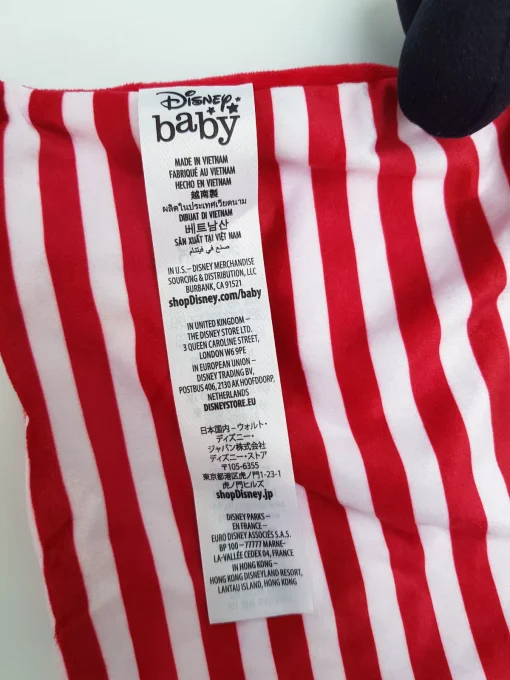 Disney
baby
MADE IN VIETNAM
FABRIQUÉ AU VIETNAM
HECHO EN VIETNAM
越南製
ผลิตในประเทศเวียดนาม
DIBUAT DI VIETNAM
베트남산
SẢN XUẤT TẠI VIỆT NAM
صنع في فيتنام
IN U.S.– DISNEY MERCHANDISE
SOURCING & DISTRIBUTION, LLC
BURBANK, CA 91521
shopDisney.com/baby
IN UNITED KINGDOM –
THE DISNEY STORE LTD.
3 QUEEN CAROLINE STREET,
LONDON W6 9PE
IN EUROPEAN UNION –
DISNEY TRADING BV,
POSTBUS 406, 2130 AK HOOFDDORP,
NETHERLANDS
DISNEYSTORE.EU
日本国内 – ウォルト・
ディズニー・
ジャパン株式会社
ディズニー・ストア
〒105-6355
東京都港区虎ノ門1-23-1
虎ノ門ヒルズ
shopDisney.jp
DISNEY PARKS –
EN FRANCE –
EURO DISNEY ASSOCIÉS S.A.S.
BP 100 – 77777 MARNE-
LA-VALLÉE CEDEX 04, FRANCE
IN HONG KONG –
HONG KONG DISNEYLAND RESORT,
LANTAU ISLAND, HONG KONG